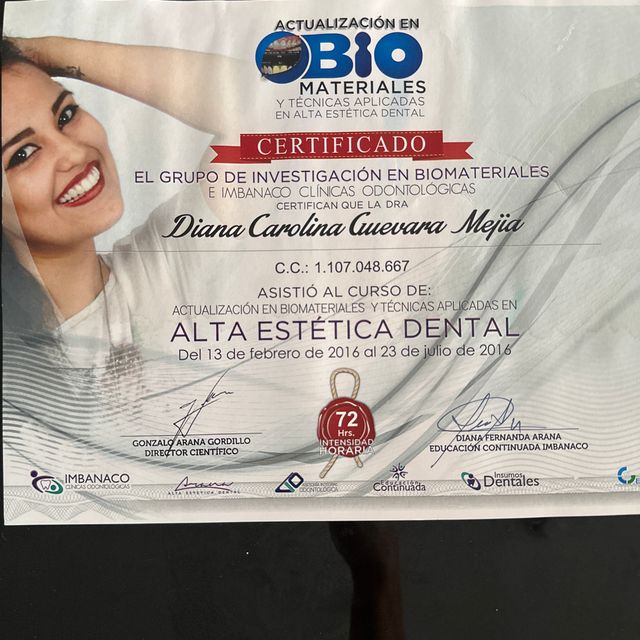 ACTUALIZACIÓN EN
BIO
MATERIALES
Y TÉCNICAS APLICADAS
EN ALTA ESTÉTICA DENTAL
CERTIFICADO
EL GRUPO DE INVESTIGACIÓN EN BIOMATERIALES
E IMBANACO CLÍNICAS ODONTOLÓGICAS
CERTIFICAN QUE LA DRA
Diana Carolina Guevara Mejia
C.C.: 1.107.048.667
ASISTIÓ AL CURSO DE:
ACTUALIZACIÓN EN BIOMATERIALES Y TÉCNICAS APLICADAS EN
ALTA ESTÉTICA DENTAL
Del 13 de febrero de 2016 al 23 de julio de 2016
72
Hrs.
INTENSIDAD
HORARIA
GONZALO ARANA GORDILLO
DIRECTOR CIENTÍFICO
DIANA FERNANDA ARANA
EDUCACIÓN CONTINUADA IMBANACO
IMBANACO
CLÍNICAS ODONTOLÓGICAS
Arana
ALTA ESTÉTICA DENTAL
ODONTOLÓGICA
Educación
Continuada
Insumos
Dentales